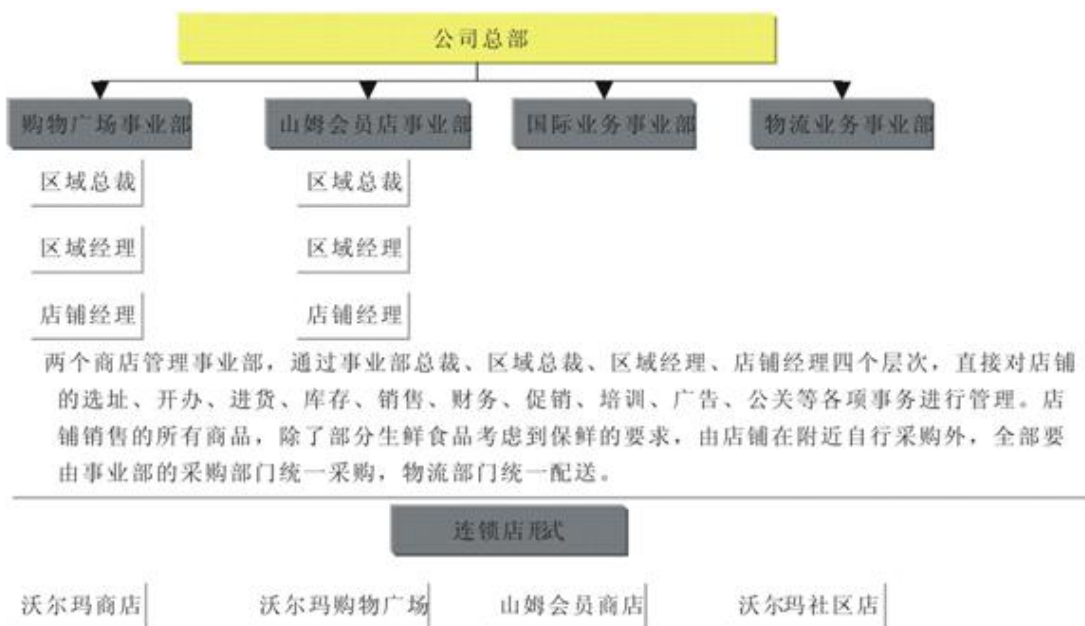 公司总部
购物广场事业部 山姆会员店事业部 国际业务事业部 物流业务事业部
区域总裁 区域总裁
区域经理 区域经理
店铺经理 店铺经理
两个商店管理事业部，通过事业部总裁、区域总裁、区域经理、店铺经理四个层次，直接对店铺
的选址、开办、进货、库存、销售、财务、促销、培训、广告、公关等各项事务进行管理。店
铺销售的所有商品，除了部分生鲜食品考虑到保鲜的要求，由店铺在附近自行采购外，全部要
由事业部的采购部门统一采购，物流部门统一配送。
连锁店形式
沃尔玛商店 沃尔玛购物广场 山姆会员商店 沃尔玛社区店